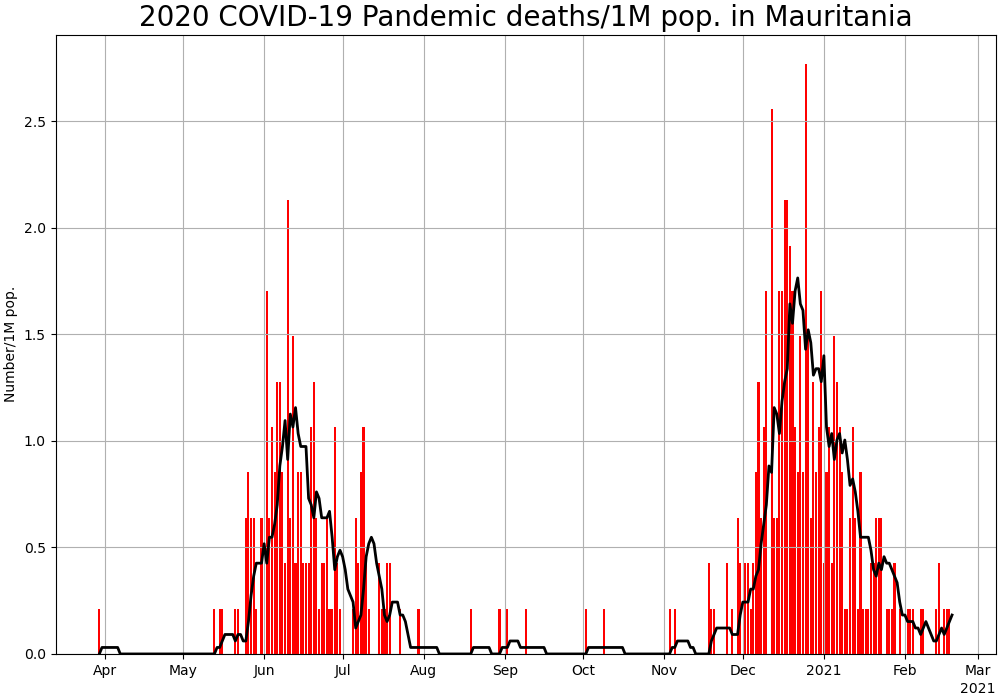 2020 COVID-19 Pandemic deaths/1M pop. in Mauritania
Number/1M pop.
2.5
2.0
1.5
1.0
0.5
0.0
Apr May Jun Jul Aug Sep Oct Nov Dec 2021 Feb Mar
2021